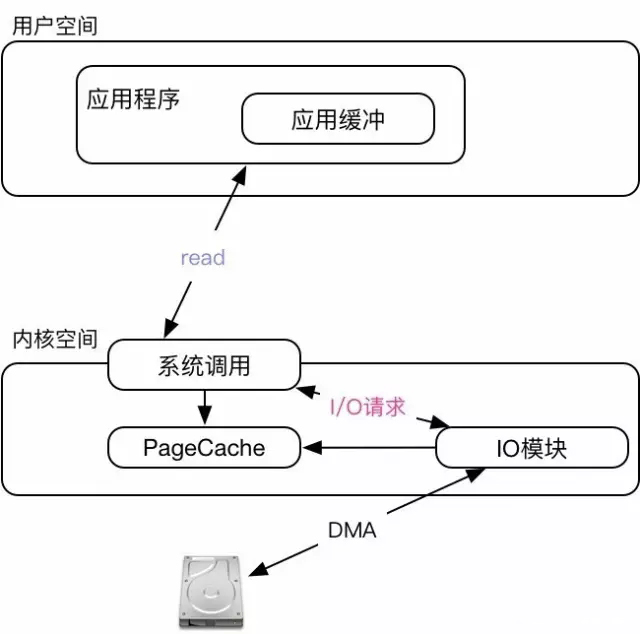 用户空间
应用程序
应用缓冲
read
内核空间
系统调用
I/O请求
PageCache
IO模块
DMA